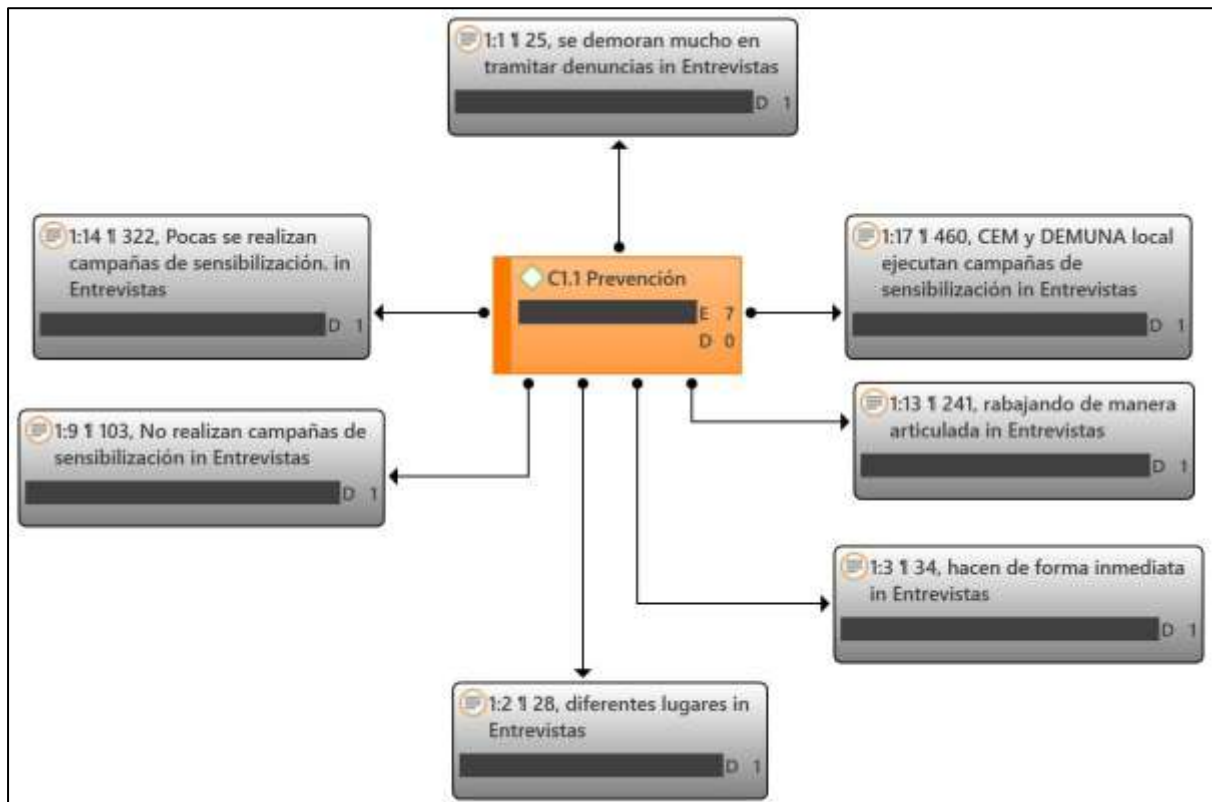 1:1 ¶ 25, se demoran mucho en
tramitar denuncias in Entrevistas
D 1
1:14 ¶ 322, Pocas se realizan
campañas de sensibilización. in
Entrevistas
D 1
C1.1 Prevención
E 7
D 0
1:17 ¶ 460, CEM y DEMUNA local
ejecutan campañas de
sensibilización in Entrevistas
D 1
1:9 ¶ 103, No realizan campañas de
sensibilización in Entrevistas
D 1
1:13 ¶ 241, rabajando de manera
articulada in Entrevistas
D 1
1:3 ¶ 34, hacen de forma inmediata
in Entrevistas
D 1
1:2 ¶ 28, diferentes lugares in
Entrevistas
D 1